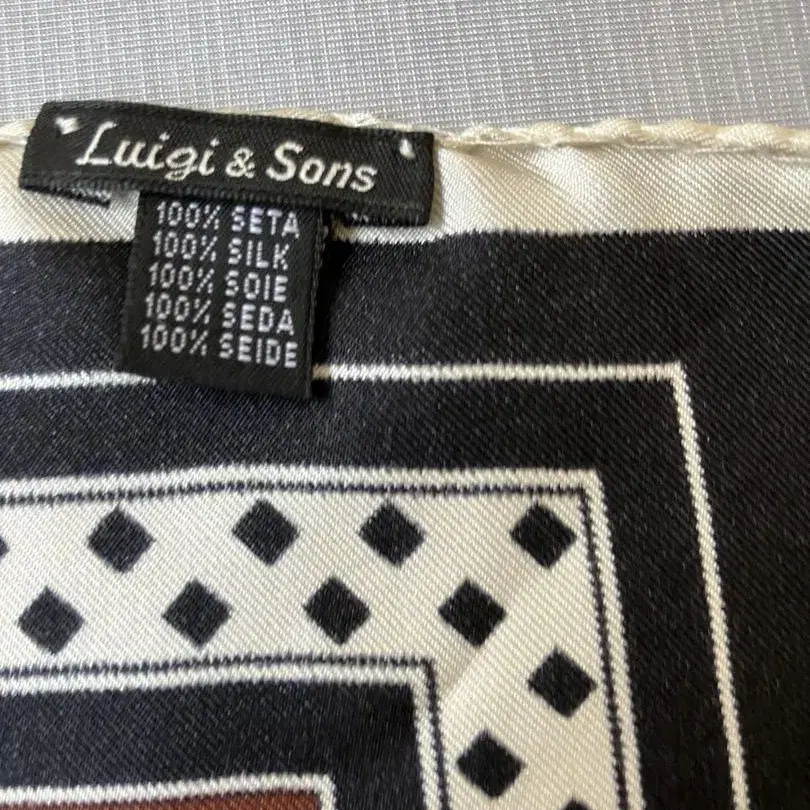 Luigi & Sons
100% SETA
100% SILK
100% SOIE
100% SEDA
100% SEIDE